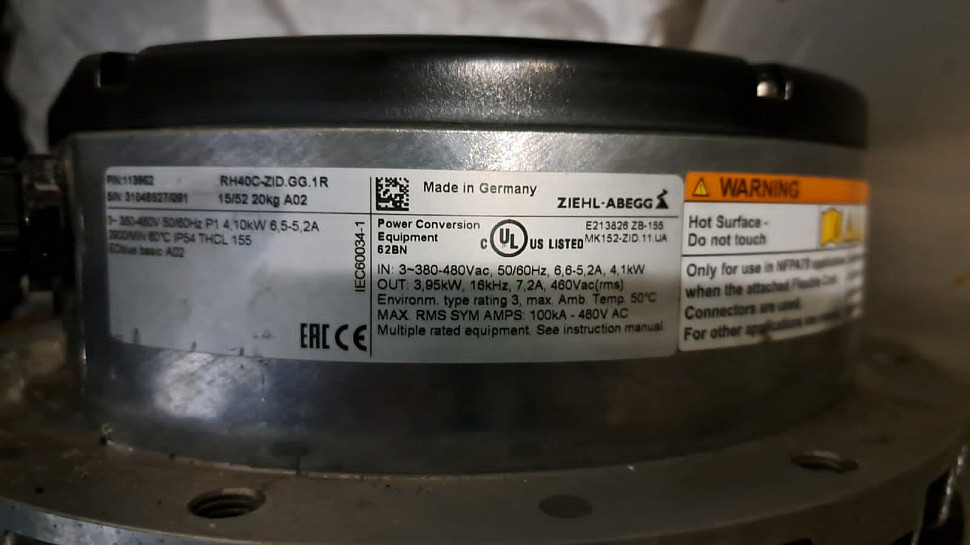 P/N:113862
RH40C-ZID.GG.1R
S/N: 31048827/091
15/52 20kg A02
3~ 380-480V 50/60Hz P1 4,10kW 6,5-5,2A
IP54 THCL 155
ECblue basic A02
IEC60034-1
EAC CE
Made in Germany
ZIEHL-ABEGG
Power Conversion
Equipment
62BN
C UL US LISTED
E213826 ZB-155
MK152-ZID.11.UA
IN: 3~380-480Vac, 50/60Hz, 6,6-5,2A, 4,1kW
OUT: 3,95kW, 16kHz, 7,2A, 460Vac(rms)
Environm. type rating 3, max. Amb. Temp. 50°C
MAX. RMS SYM AMPS: 100kA - 480V AC
Multiple rated equipment. See instruction manual
WARNING
Hot Surface -
Do not touch
Only for use in NFPA79
when the attached Flexible
Connectors are used.
For other applications